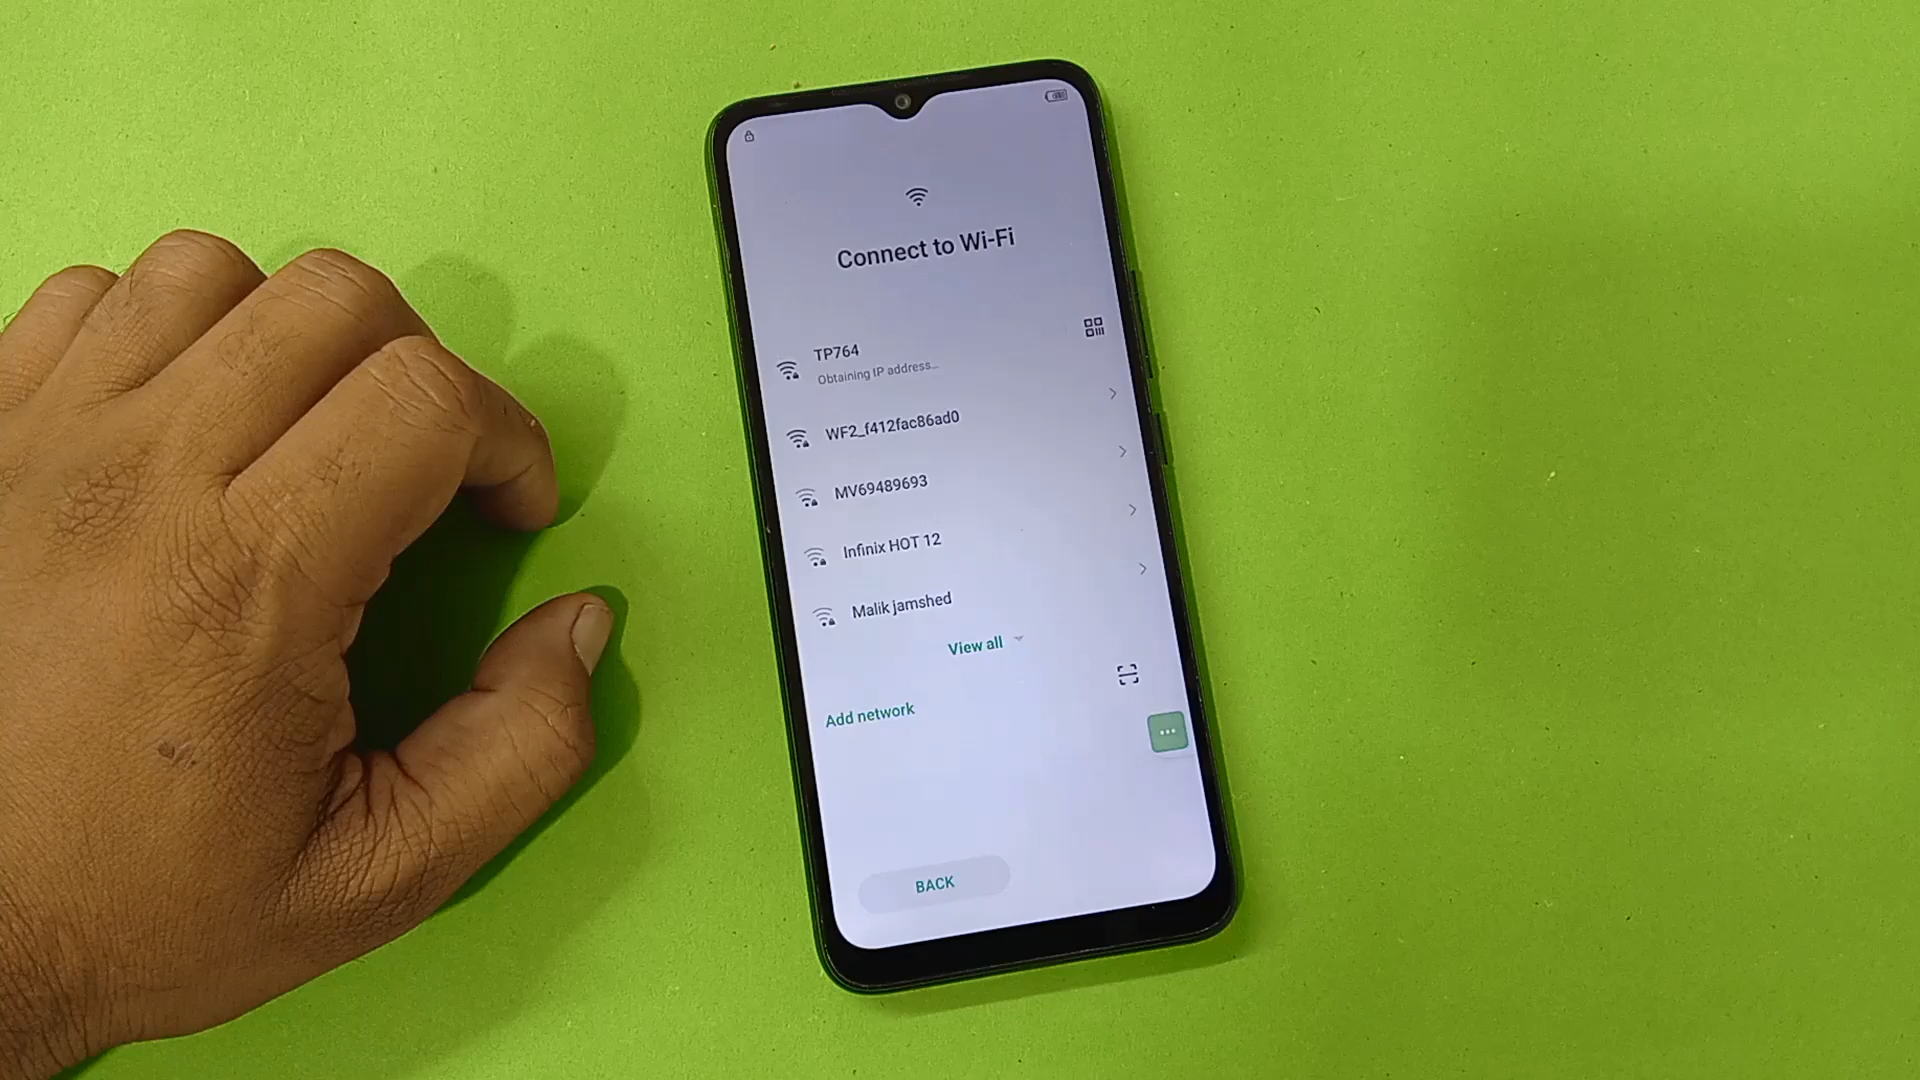 Connect to Wi-Fi
TP764
Obtaining IP address...
WF2_f412fac86ad0
MV69489693
Infinix HOT 12
Malik jamshed
View all
Add network
BACK